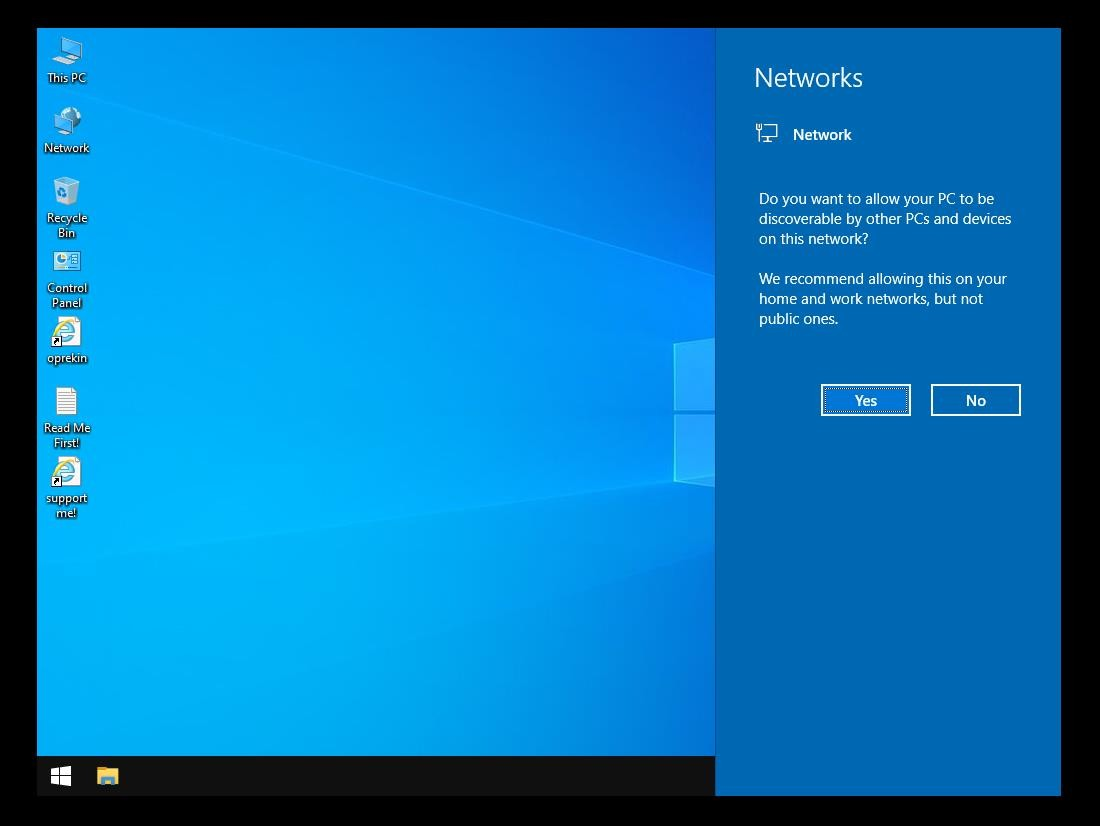 This PC
Network
Recycle
Bin
Control
Panel
oprekin
Read Me
First!
support
me!
Networks
Network
Do you want to allow your PC to be
discoverable by other PCs and devices
on this network?
We recommend allowing this on your
home and work networks, but not
public ones.
Yes
No